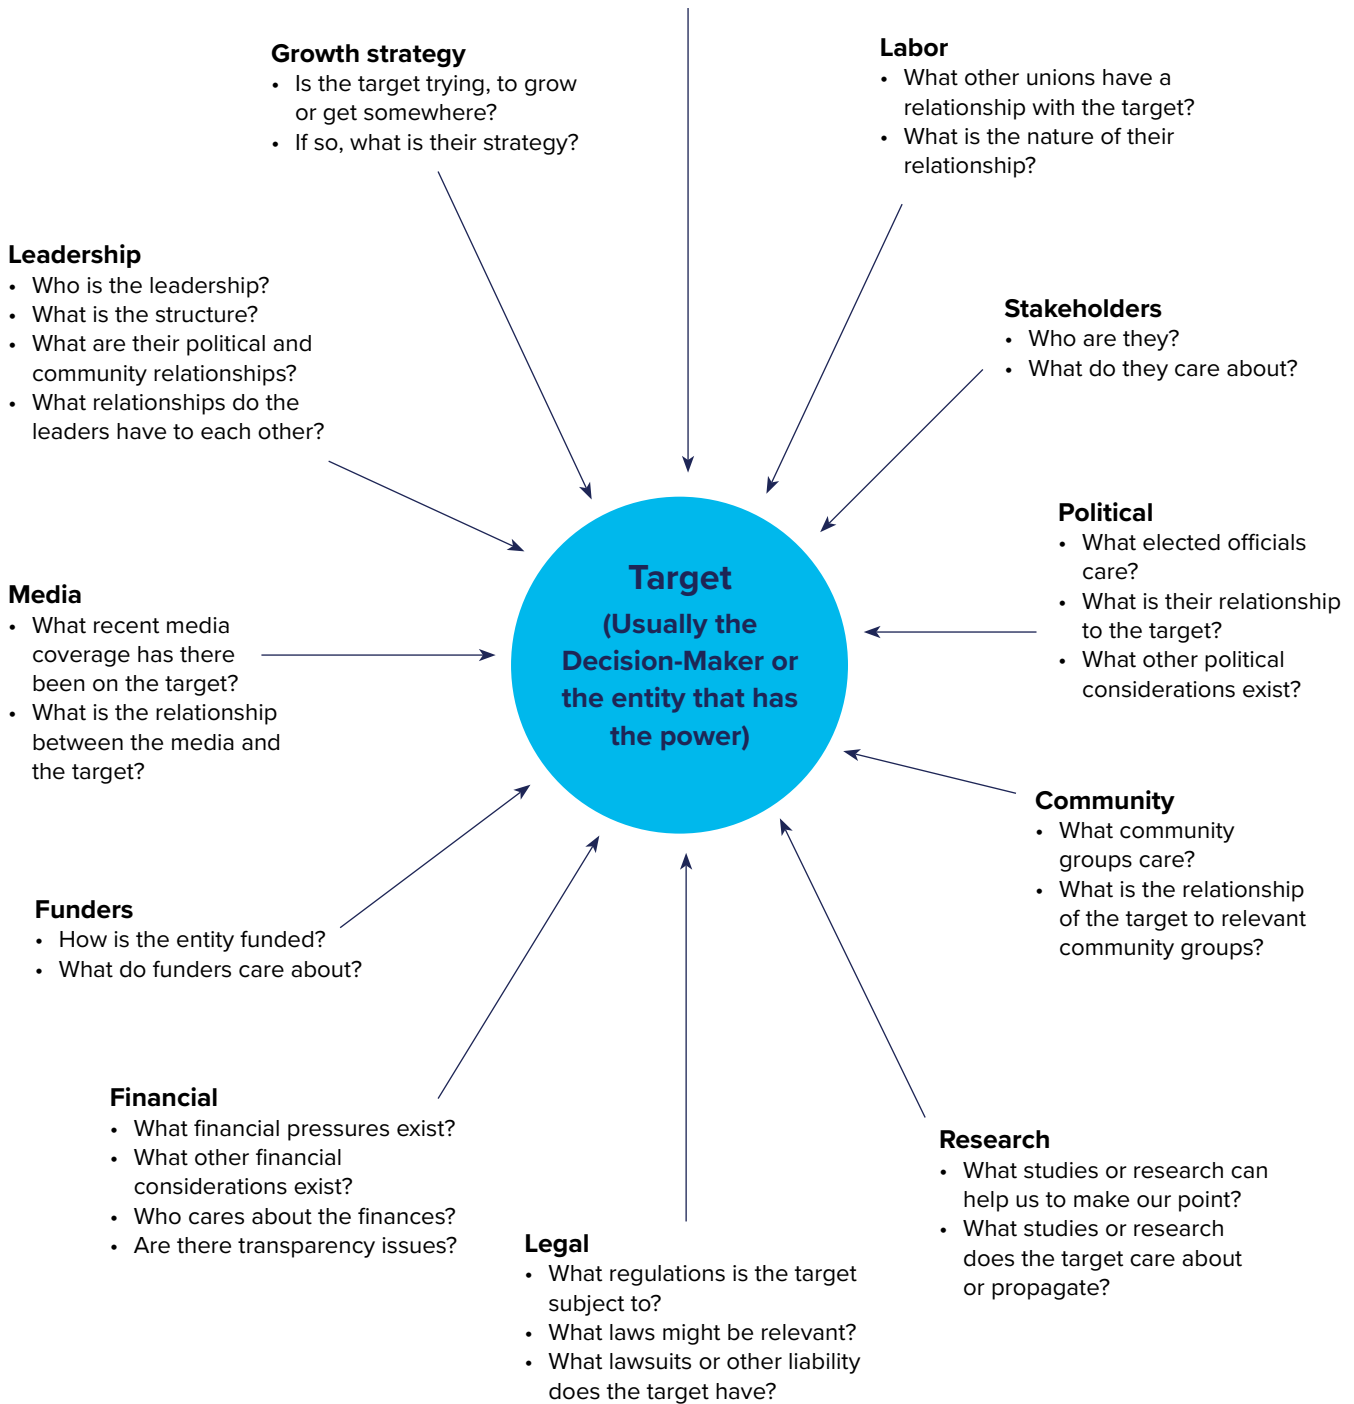 Growth strategy
• Is the target trying, to grow
or get somewhere?
• If so, what is their strategy?
Labor
• What other unions have a
relationship with the target?
• What is the nature of their
relationship?
Leadership
• Who is the leadership?
• What is the structure?
• What are their political and
community relationships?
• What relationships do the
leaders have to each other?
Stakeholders
• Who are they?
• What do they care about?
Political
• What elected officials
care?
• What is their relationship
to the target?
• What other political
considerations exist?
Target
(Usually the
Decision-Maker or
the entity that has
the power)
Media
• What recent media
coverage has there
been on the target?
• What is the relationship
between the media and
the target?
Community
• What community
groups care?
• What is the relationship
of the target to relevant
community groups?
Funders
• How is the entity funded?
• What do funders care about?
Financial
• What financial pressures exist?
• What other financial
considerations exist?
• Who cares about the finances?
• Are there transparency issues?
Legal
• What regulations is the target
subject to?
• What laws might be relevant?
• What lawsuits or other liability
does the target have?
Research
• What studies or research can
help us to make our point?
• What studies or research
does the target care about
or propagate?